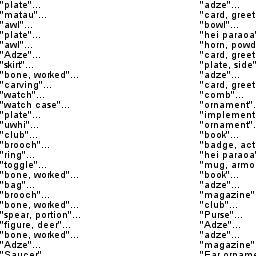 "plate"... "adze"...
"matau"... "card, greet
"awl"... "bowl"...
"plate"... "hei paraoa"
"awl"... "horn, powd
"Adze"... "card, greet
"skirt"... "plate, side"
"bone, worked"... "adze"...
"carving"... "card, greet
"watch"... "comb"...
"watch case"... "ornament".
"plate"... "implement
"uwhi"... "ornament".
"club"... "book"...
"brooch"... "badge, act
"ring"... "hei paraoa"
"toggle"... "mug, armo
"bone, worked"... "book"...
"bag"... "adze"...
"brooch"... "magazine"
"bone, worked"... "club"...
"spear, portion"... "Purse"...
"figure, deer"... "Adze"...
"bone, worked"... "adze"...
"Adze"... "magazine"
"Saucer" "Ear orname